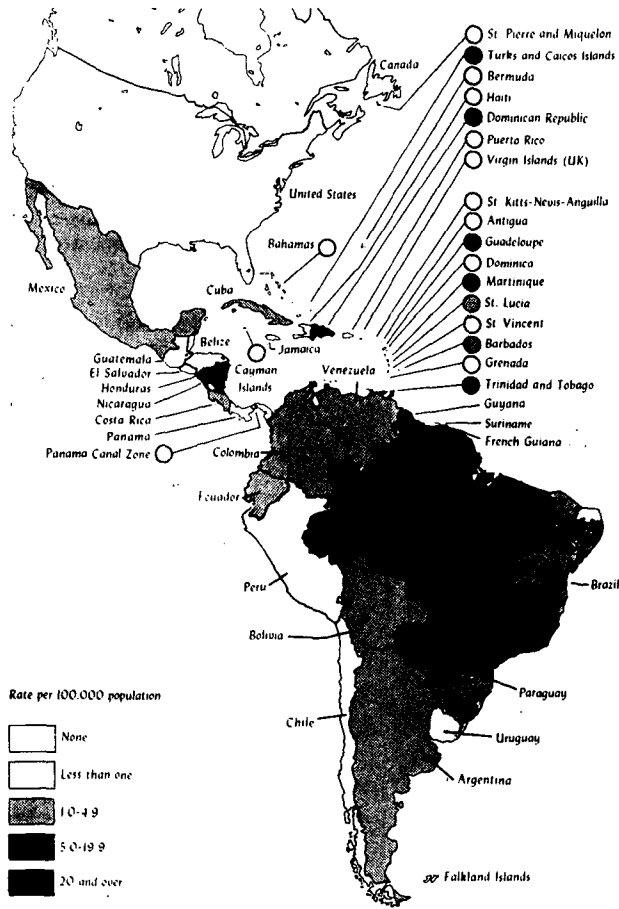 St. Pierre and Miquelon
Turks and Caicos Islands
Canada
Bermuda
Haiti
Dominican Republic
Puerto Rico
Virgin Islands (UK)
United States
St Kitts-Nevis-Anguilla
Antigua
Bahamas
Guadeloupe
Dominica
Mexico
Cuba
Martinique
St. Lucia
St Vincent
Belize
Jamaica
Barbados
Guatemala
Grenada
El Salvador
Cayman Islands
Venezuela
Trinidad and Tobago
Honduras
Nicaragua
Guyana
Costa Rica
Suriname
Panama
French Guiana
Panama Canal Zone
Colombia
Ecuador
Peru
Brazil
Bolivia
Rate per 100.000 population
Paraguay
Chile
None
Uruguay
Less than one
Argentina
1.0-4.9
5.0-19.9
20 and over
Falkland Islands